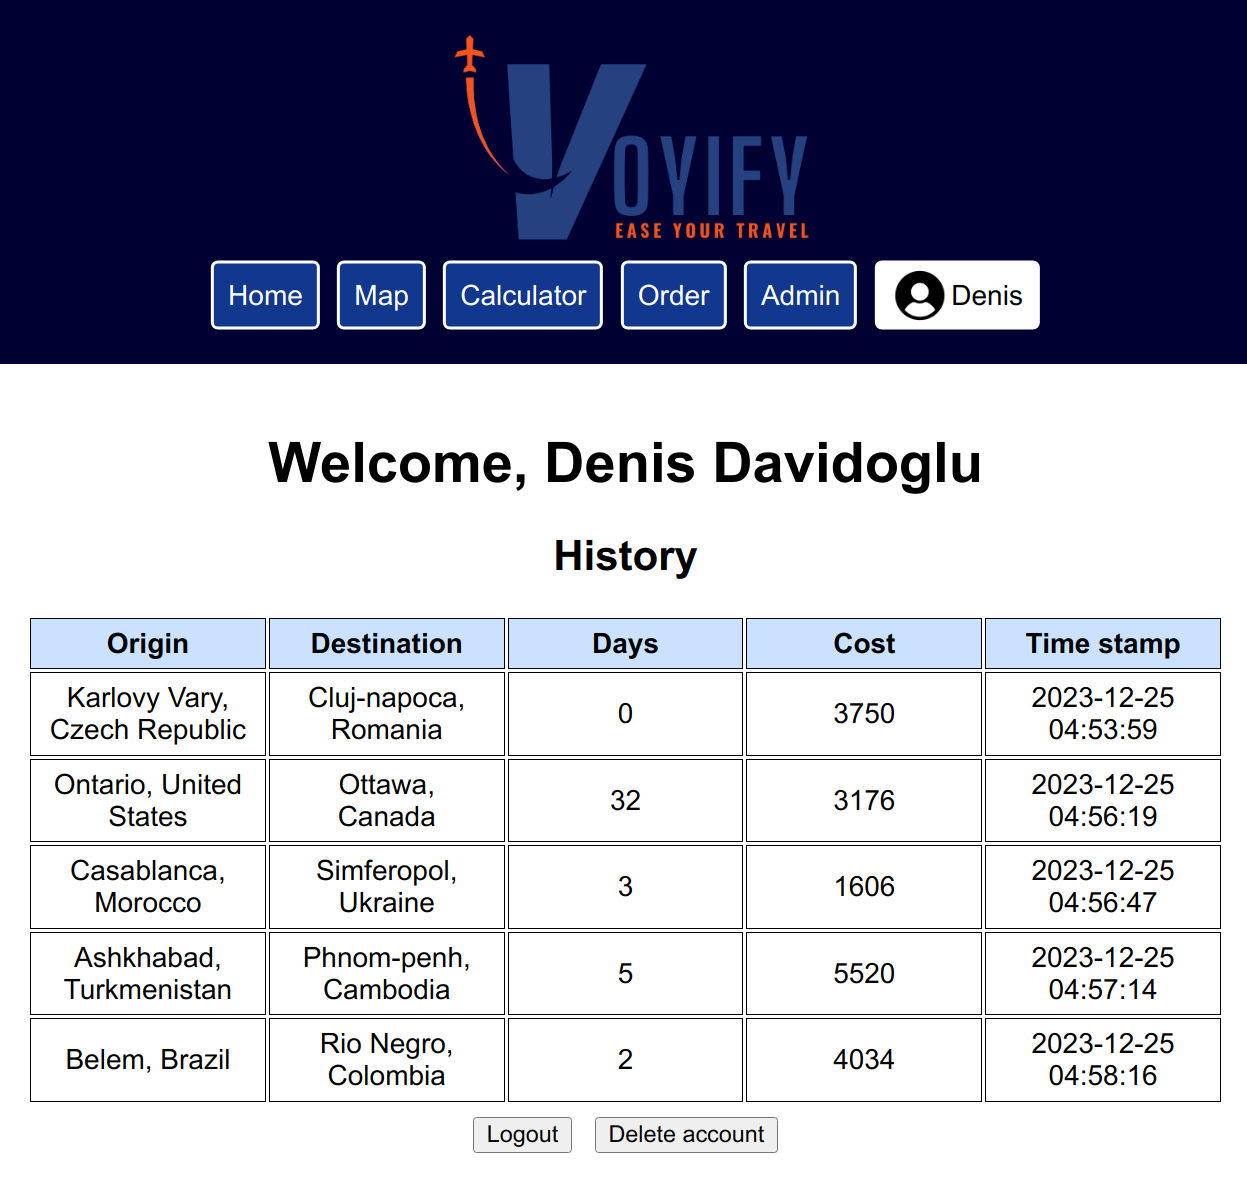 VOYIFY
EASE YOUR TRAVEL
Home Map Calculator Order Admin Denis
Welcome, Denis Davidoglu
History
Origin Destination Days Cost Time stamp
Karlovy Vary, Czech Republic Cluj-napoca, Romania 0 3750 2023-12-25 04:53:59
Ontario, United States Ottawa, Canada 32 3176 2023-12-25 04:56:19
Casablanca, Morocco Simferopol, Ukraine 3 1606 2023-12-25 04:56:47
Ashkhabad, Turkmenistan Phnom-penh, Cambodia 5 5520 2023-12-25 04:57:14
Belem, Brazil Rio Negro, Colombia 2 4034 2023-12-25 04:58:16
Logout Delete account